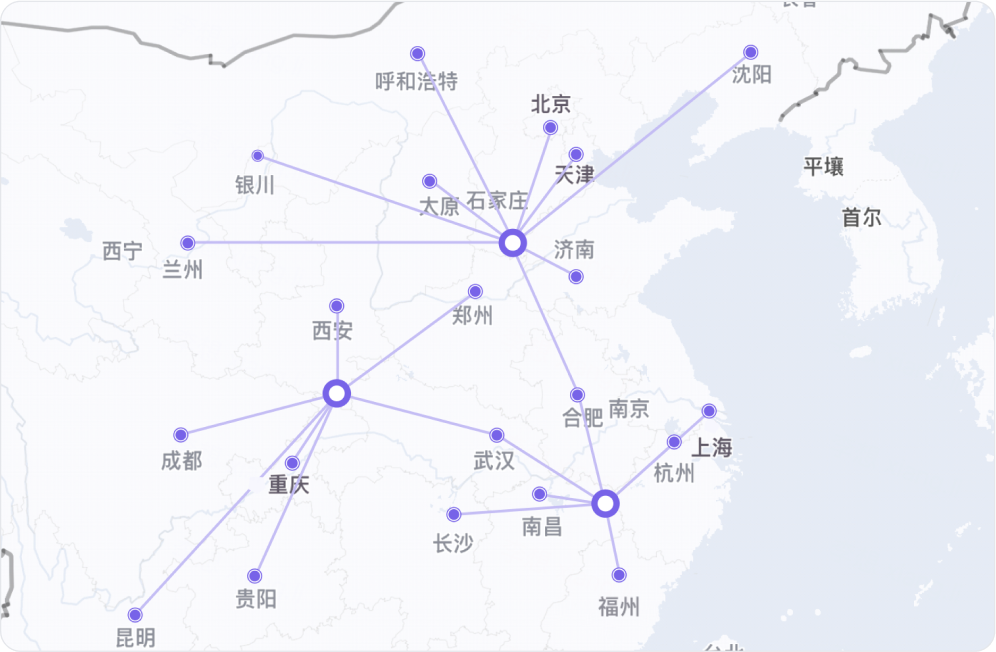 呼和浩特
沈阳
北京
天津
平壤
银川
太原
石家庄
首尔
西宁
兰州
济南
西安
郑州
合肥
南京
成都
武汉
上海
杭州
重庆
南昌
长沙
贵阳
福州
昆明